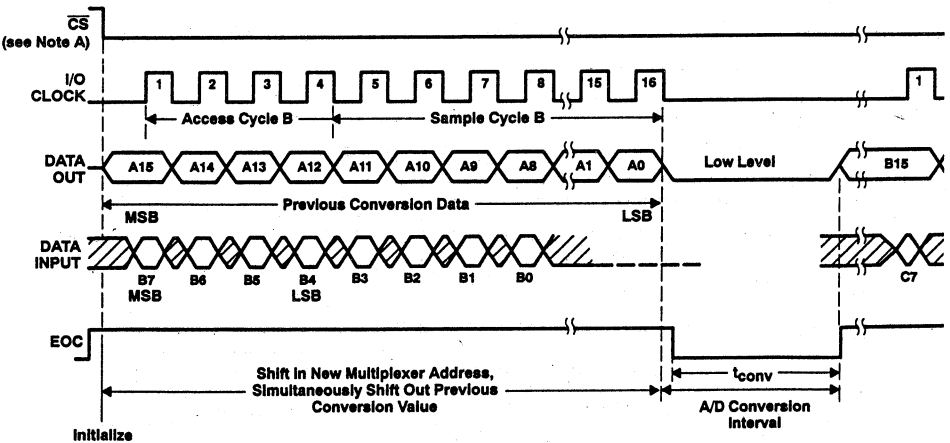 CS
(see Note A)
I/O
CLOCK
1 2 3 4 5 6 7 8 15 16 1
Access Cycle B Sample Cycle B
DATA
OUT
A15 A14 A13 A12 A11 A10 A9 A8 A1 A0 Low Level B15
Previous Conversion Data
MSB LSB
DATA
INPUT
B7 B6 B5 B4 B3 B2 B1 B0 C7
MSB LSB
EOC
Shift In New Multiplexer Address,
Simultaneously Shift Out Previous
Conversion Value
tconv
A/D Conversion
Interval
Initialize